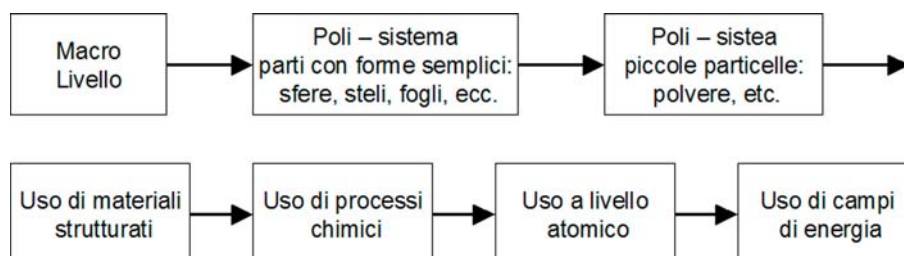 Macro
Livello
Poli – sistema
parti con forme semplici:
sfere, steli, fogli, ecc.
Poli – sistea
piccole particelle:
polvere, etc.
Uso di materiali
strutturati
Uso di processi
chimici
Uso a livello
atomico
Uso di campi
di energia